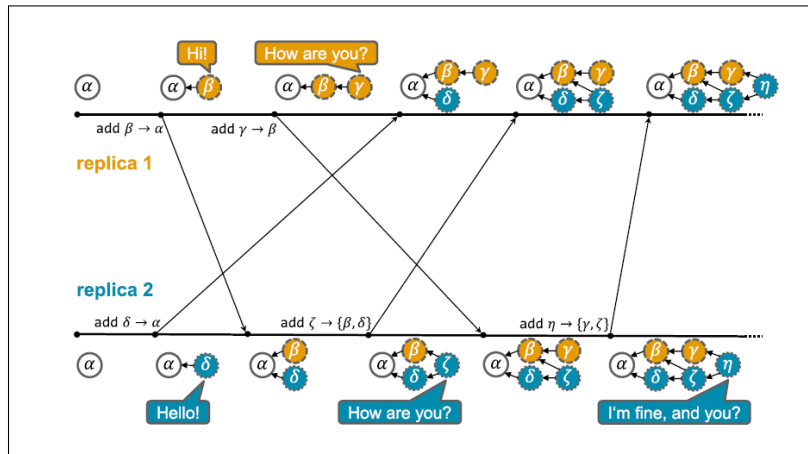 Hi!
How are you?
α
α β
α β γ
α β γ
δ
α β γ
δ ζ
α β γ η
δ ζ
add β → α
add γ → β
replica 1
replica 2
add δ → α
add ζ → {β, δ}
add η → {γ, ζ}
α
α δ
α β
δ
α β
δ ζ
α β γ
δ ζ
α β γ η
δ ζ
Hello!
How are you?
I'm fine, and you?